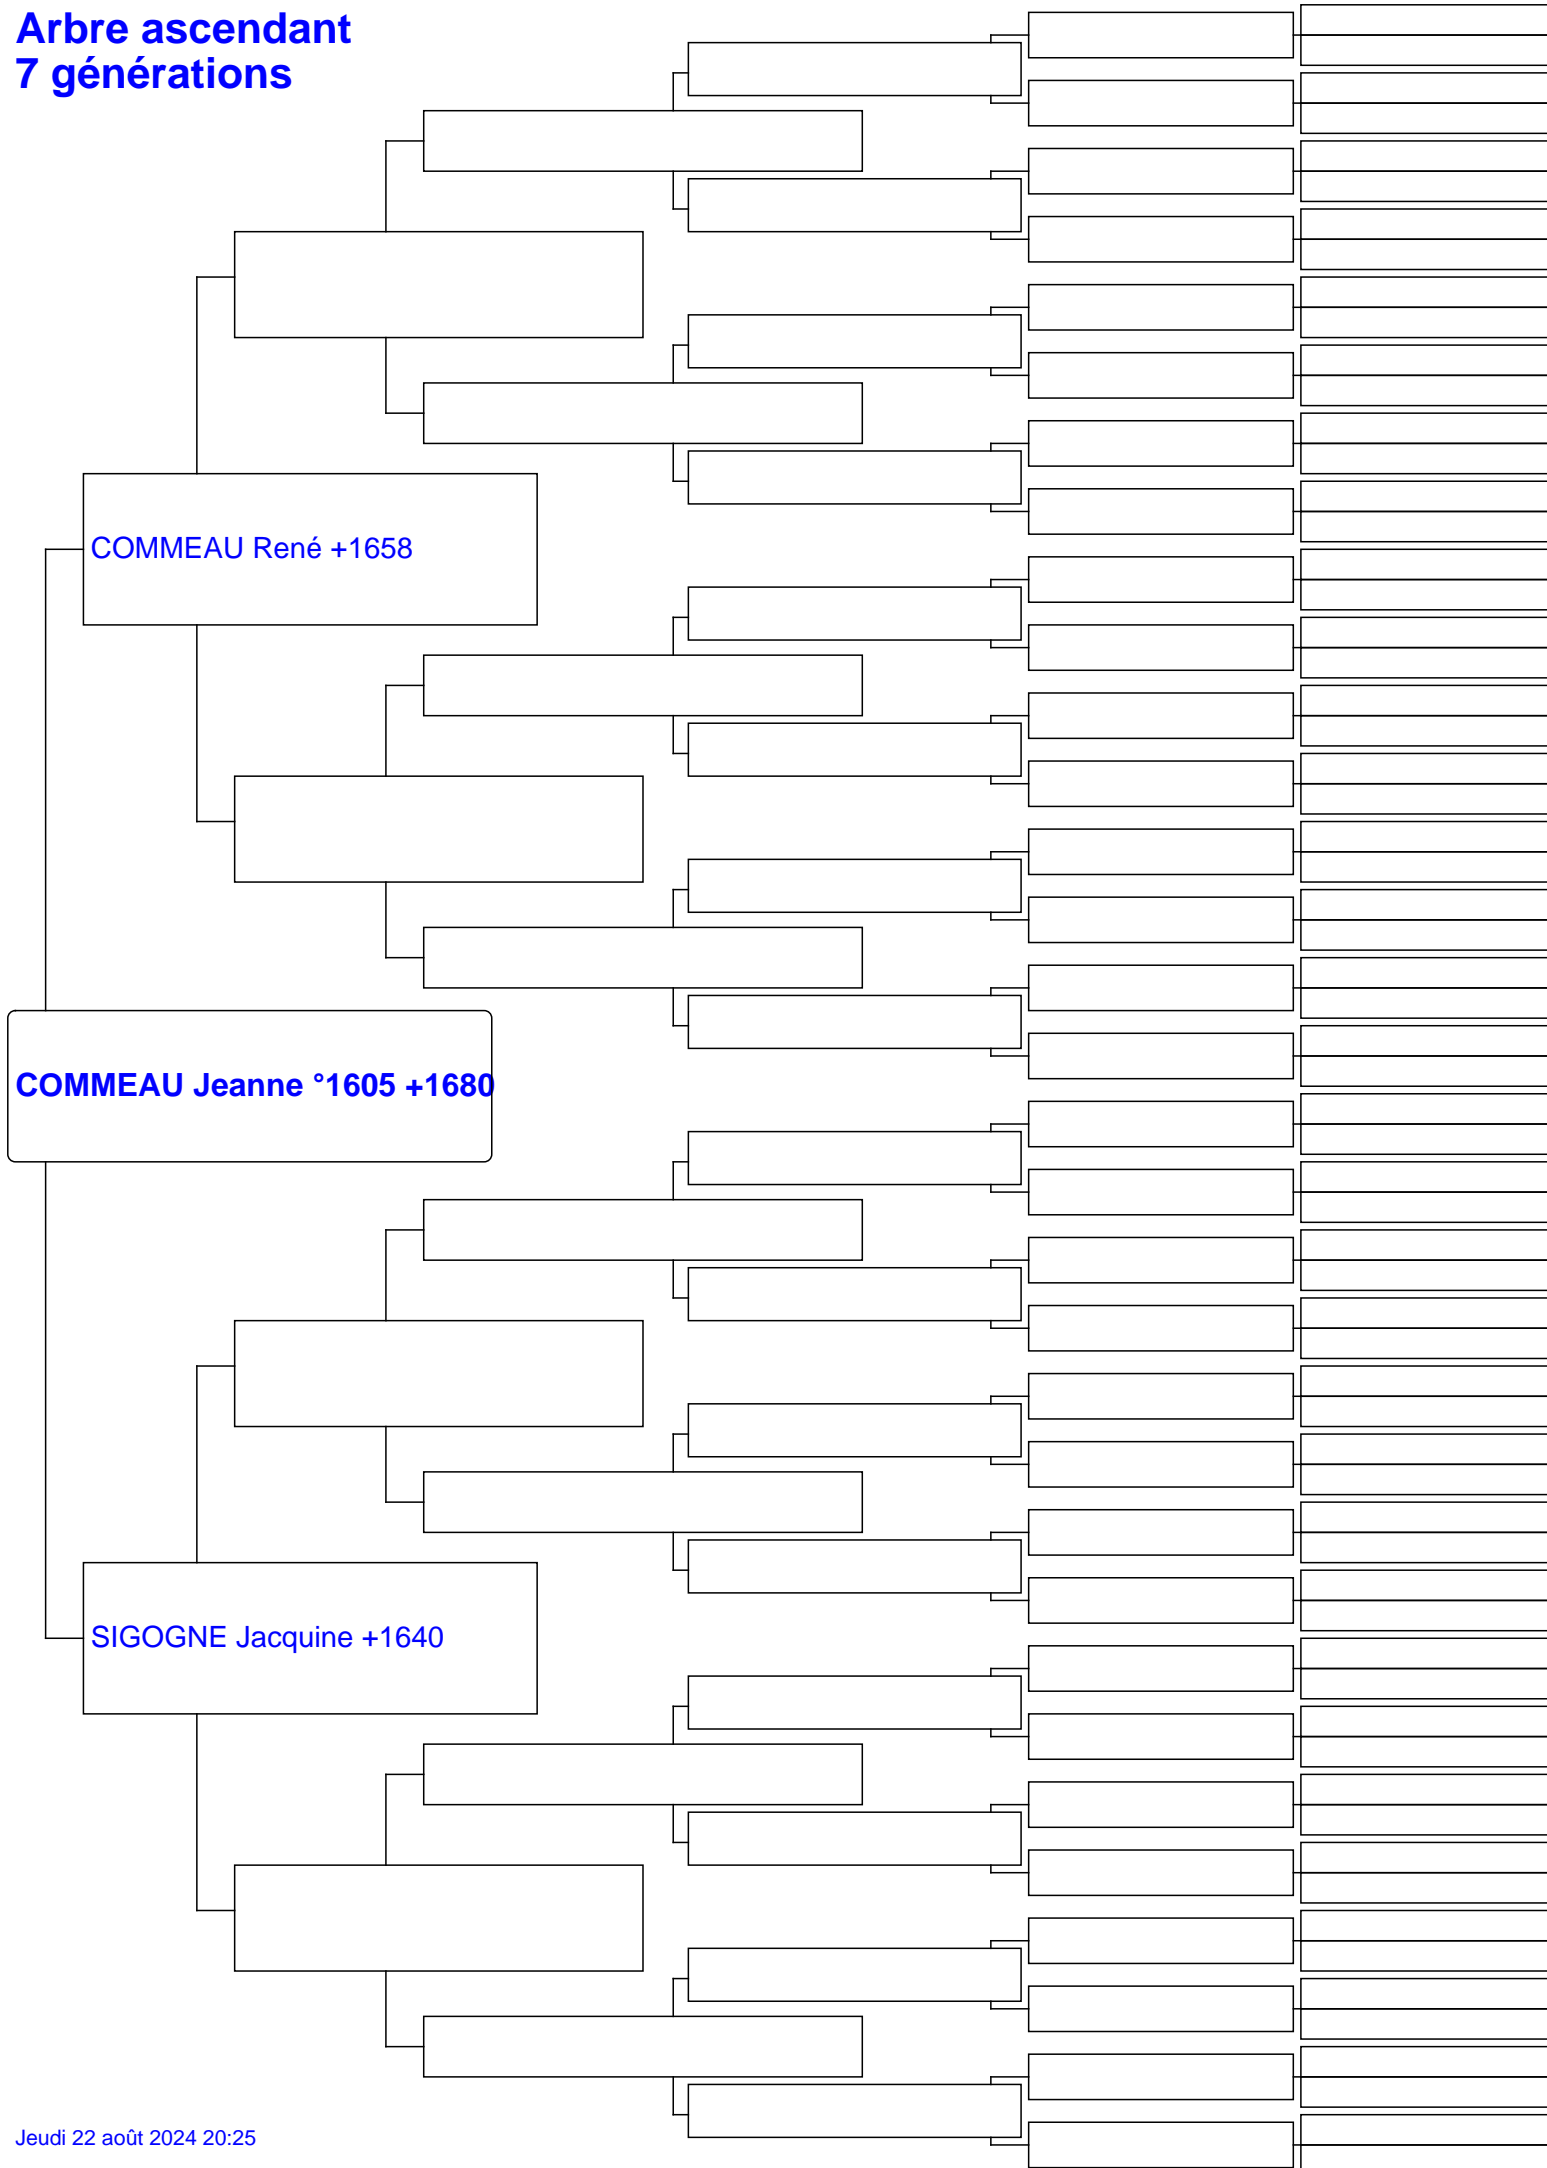 Arbre ascendant
7 générations
COMMEAU René +1658
COMMEAU Jeanne °1605 +1680
SIGOGNE Jacquine +1640
Jeudi 22 août 2024 20:25